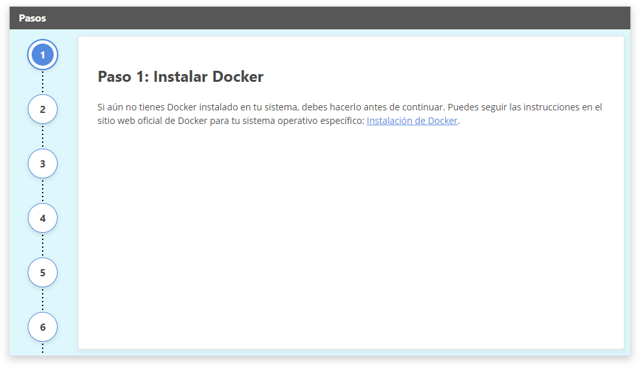 Pasos
1
Paso 1: Instalar Docker
Si aún no tienes Docker instalado en tu sistema, debes hacerlo antes de continuar. Puedes seguir las instrucciones en el
sitio web oficial de Docker para tu sistema operativo específico: Instalación de Docker.
2
3
4
5
6